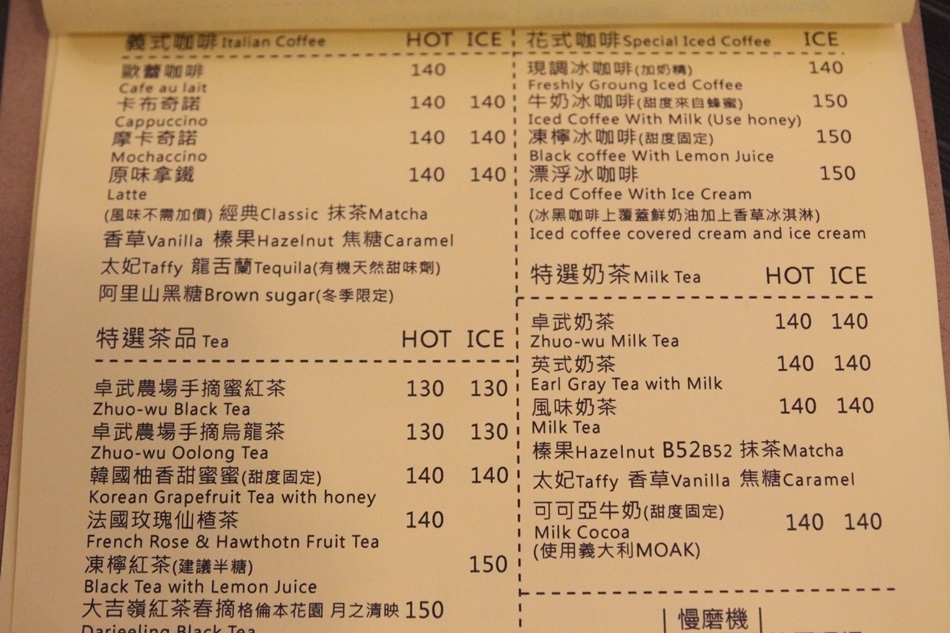 義式咖啡 Italian Coffee HOT ICE
歐蕾咖啡 140
Cafe au lait
卡布奇諾 140 140
Cappuccino
摩卡奇諾 140 140
Mochaccino
原味拿鐵 140 140
Latte
(風味不需加價) 經典Classic 抹茶Matcha
香草Vanilla 榛果Hazelnut 焦糖Caramel
太妃Taffy 龍舌蘭Tequila(有機天然甜味劑)
阿里山黑糖Brown sugar(冬季限定)
特選茶品 Tea HOT ICE
卓武農場手摘蜜紅茶 130 130
Zhuo-wu Black Tea
卓武農場手摘烏龍茶 130 130
Zhuo-wu Oolong Tea
韓國柚香甜蜜蜜(甜度固定) 140 140
Korean Grapefruit Tea with honey
法國玫瑰仙楂茶 140
French Rose & Hawthotn Fruit Tea
凍檸紅茶(建議半糖) 150
Black Tea with Lemon Juice
大吉嶺紅茶春摘格倫本花園 月之清映 150
Darjeeling Black Tea
花式咖啡 Special Iced Coffee ICE
現調冰咖啡(加奶精) 140
Freshly Groung Iced Coffee
牛奶冰咖啡(甜度來自蜂蜜) 150
Iced Coffee With Milk (Use honey)
凍檸冰咖啡(甜度固定) 150
Black coffee With Lemon Juice
漂浮冰咖啡 150
Iced Coffee With Ice Cream
(冰黑咖啡上覆蓋鮮奶油加上香草冰淇淋)
Iced coffee covered cream and ice cream
特選奶茶 Milk Tea HOT ICE
卓武奶茶 140 140
Zhuo-wu Milk Tea
英式奶茶 140 140
Earl Gray Tea with Milk
風味奶茶 140 140
Milk Tea
榛果Hazelnut B52B52 抹茶Matcha
太妃Taffy 香草Vanilla 焦糖Caramel
可可亞牛奶(甜度固定) 140 140
Milk Cocoa
(使用義大利MOAK)
慢磨機